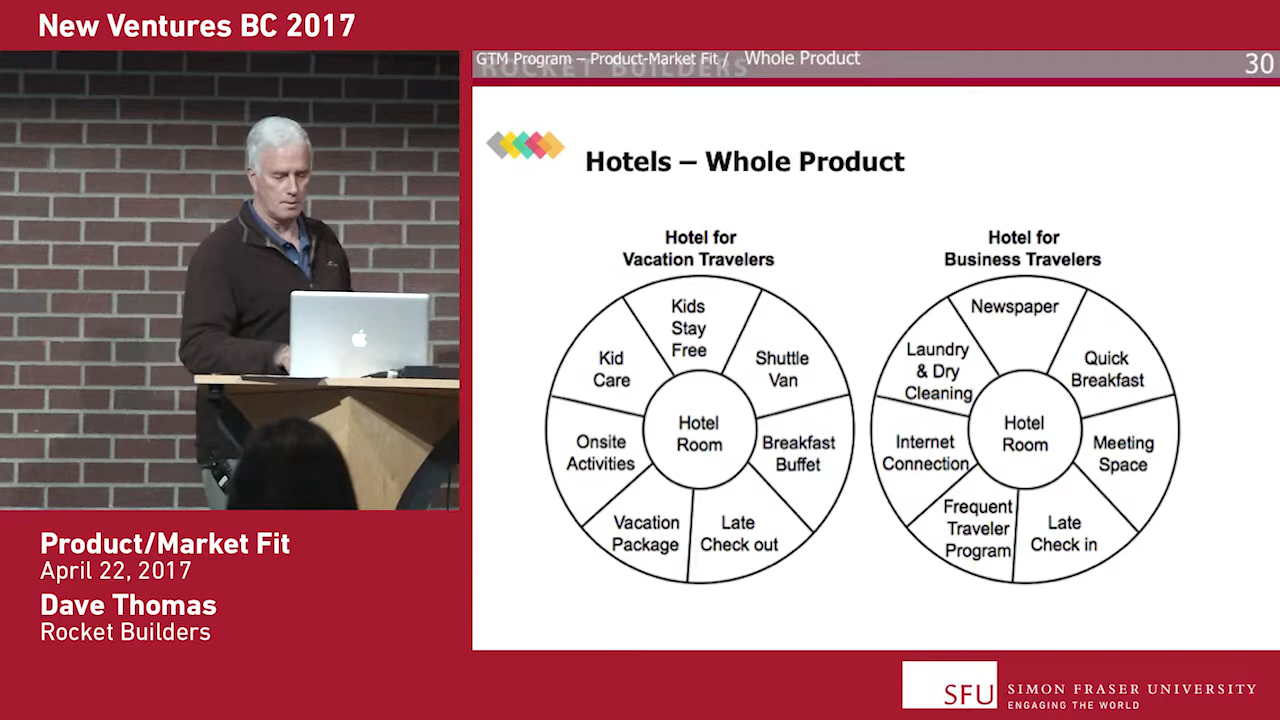 New Ventures BC 2017
GTM Program – Product-Market Fit / Whole Product
ROCKET BUILDERS
30
Hotels – Whole Product
Hotel for
Vacation Travelers
Kids
Stay
Free
Shuttle
Van
Breakfast
Buffet
Late
Check out
Vacation
Package
Onsite
Activities
Kid
Care
Hotel
Room
Hotel for
Business Travelers
Newspaper
Quick
Breakfast
Meeting
Space
Late
Check in
Frequent
Traveler
Program
Internet
Connection
Laundry
& Dry
Cleaning
Hotel
Room
Product/Market Fit
April 22, 2017
Dave Thomas
Rocket Builders
SFU
SIMON FRASER UNIVERSITY
ENGAGING THE WORLD